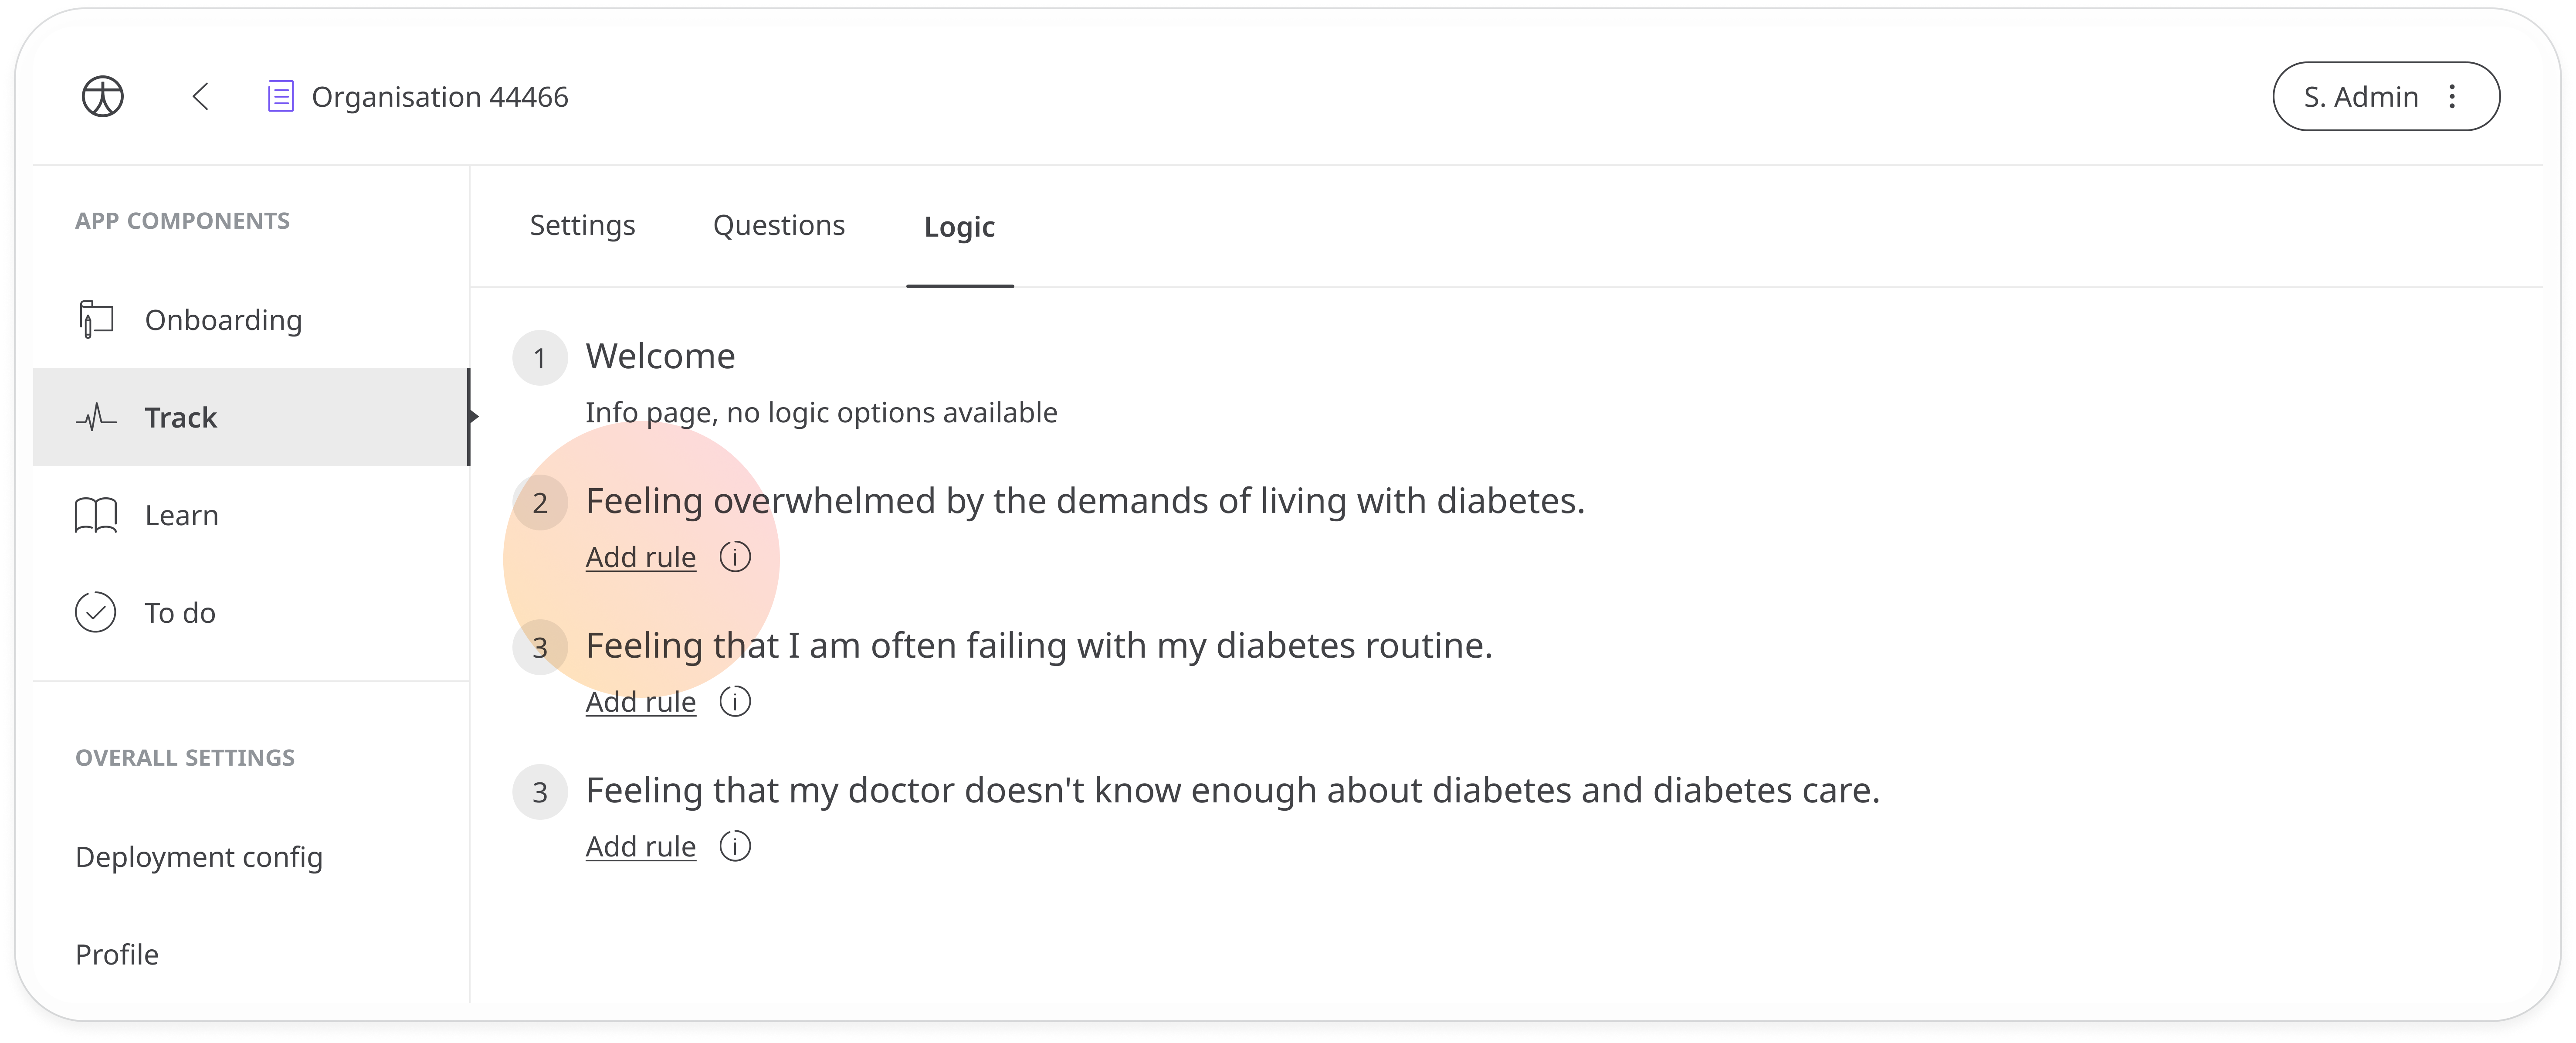 Organisation 44466
S. Admin
APP COMPONENTS
Onboarding
Track
Learn
To do
OVERALL SETTINGS
Deployment config
Profile
Settings
Questions
Logic
1 Welcome
Info page, no logic options available
2 Feeling overwhelmed by the demands of living with diabetes.
Add rule
3 Feeling that I am often failing with my diabetes routine.
Add rule
3 Feeling that my doctor doesn't know enough about diabetes and diabetes care.
Add rule